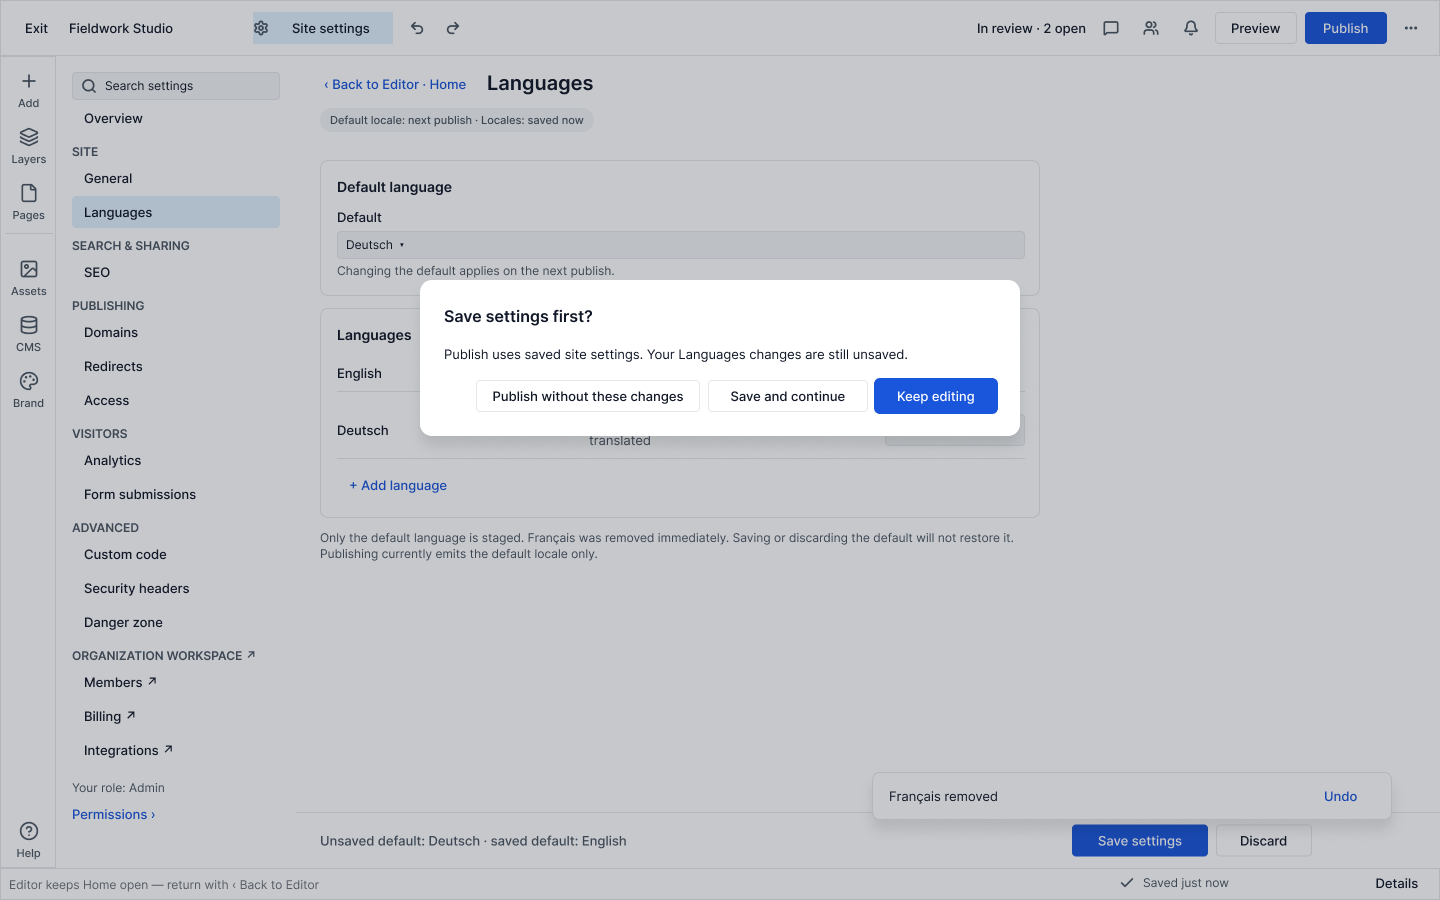 Exit
Fieldwork Studio
Site settings
In review · 2 open
Preview
Publish
Add
Layers
Pages
Assets
CMS
Brand
Help
Search settings
Overview
SITE
General
Languages
SEARCH & SHARING
SEO
PUBLISHING
Domains
Redirects
Access
VISITORS
Analytics
Form submissions
ADVANCED
Custom code
Security headers
Danger zone
ORGANIZATION WORKSPACE ↗
Members ↗
Billing ↗
Integrations ↗
Your role: Admin
Permissions ›
‹ Back to Editor · Home
Languages
Default locale: next publish · Locales: saved now
Default language
Default
Deutsch
Changing the default applies on the next publish.
Languages
English
Deutsch
translated
+ Add language
Save settings first?
Publish uses saved site settings. Your Languages changes are still unsaved.
Publish without these changes
Save and continue
Keep editing
Only the default language is staged. Français was removed immediately. Saving or discarding the default will not restore it.
Publishing currently emits the default locale only.
Français removed
Undo
Unsaved default: Deutsch · saved default: English
Save settings
Discard
Editor keeps Home open — return with ‹ Back to Editor
Saved just now
Details